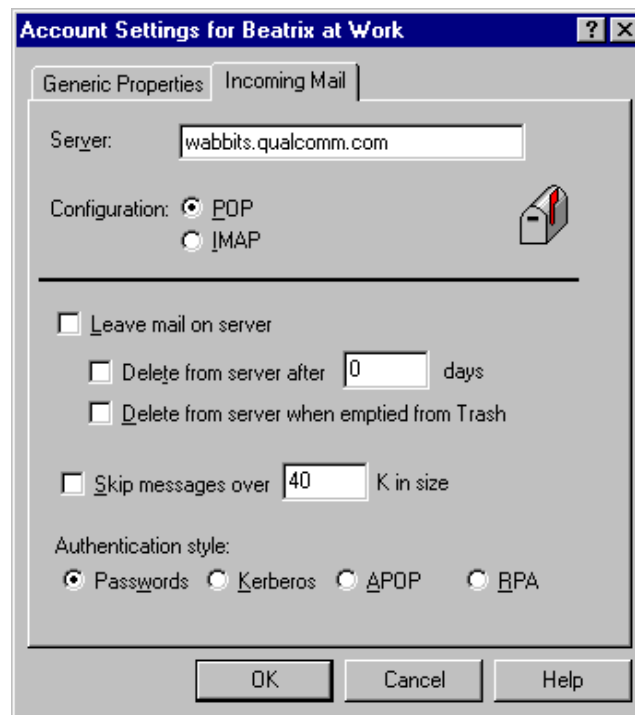 Account Settings for Beatrix at Work ? X
Generic Properties Incoming Mail
Server: wabbits.qualcomm.com
Configuration: POP
IMAP
Leave mail on server
Delete from server after 0 days
Delete from server when emptied from Trash
Skip messages over 40 K in size
Authentication style:
Passwords Kerberos APOP RPA
OK Cancel Help